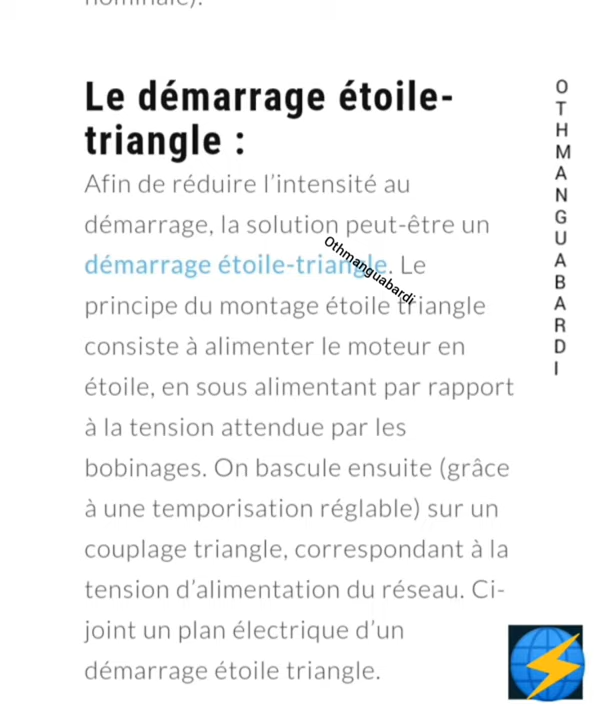 Le démarrage étoile-
triangle :
Afin de réduire l'intensité au
démarrage, la solution peut-être un
démarrage étoile-triangle. Le
principe du montage étoile triangle
consiste à alimenter le moteur en
étoile, en sous alimentant par rapport
à la tension attendue par les
bobinages. On bascule ensuite (grâce
à une temporisation réglable) sur un
couplage triangle, correspondant à la
tension d'alimentation du réseau. Ci-
joint un plan électrique d'un
démarrage étoile triangle.
Othmanguabardi
OTHMANGUABARDI